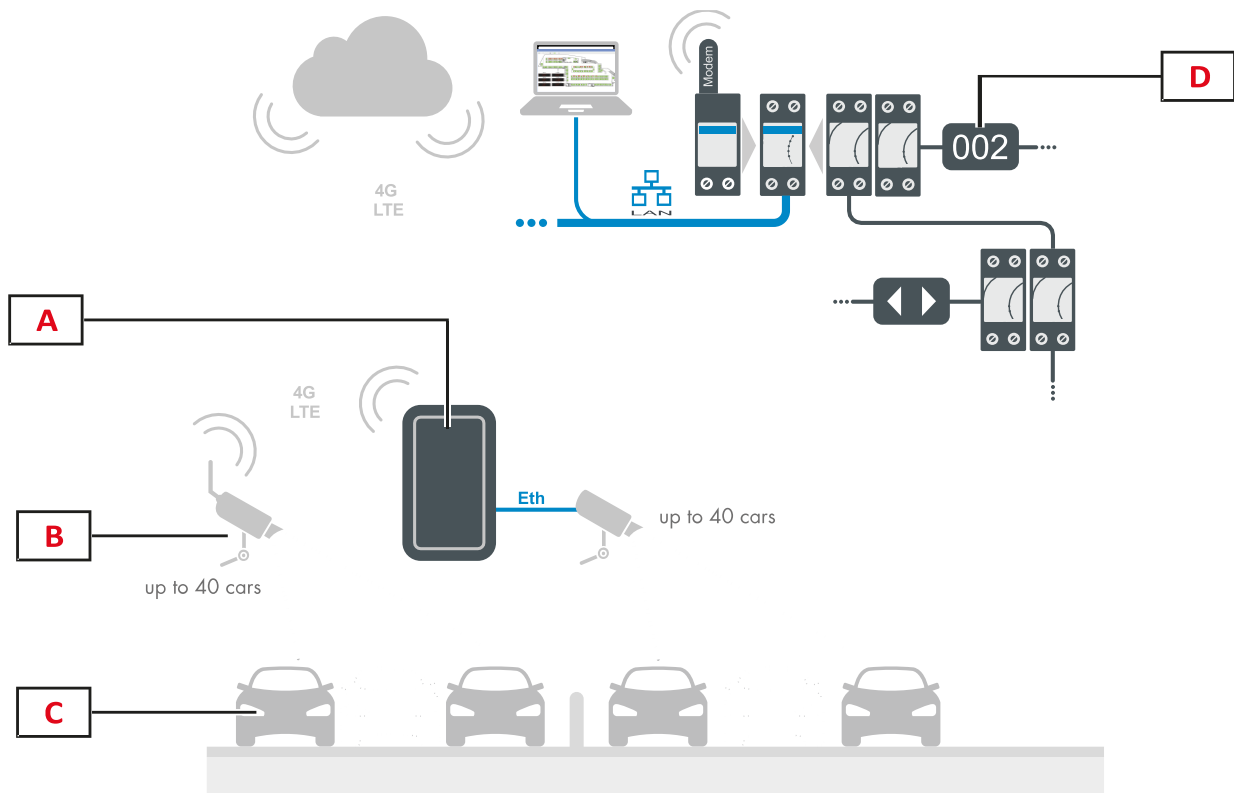 Modem
D
002
4G
LTE
LAN
A
4G
LTE
Eth
up to 40 cars
B
up to 40 cars
C